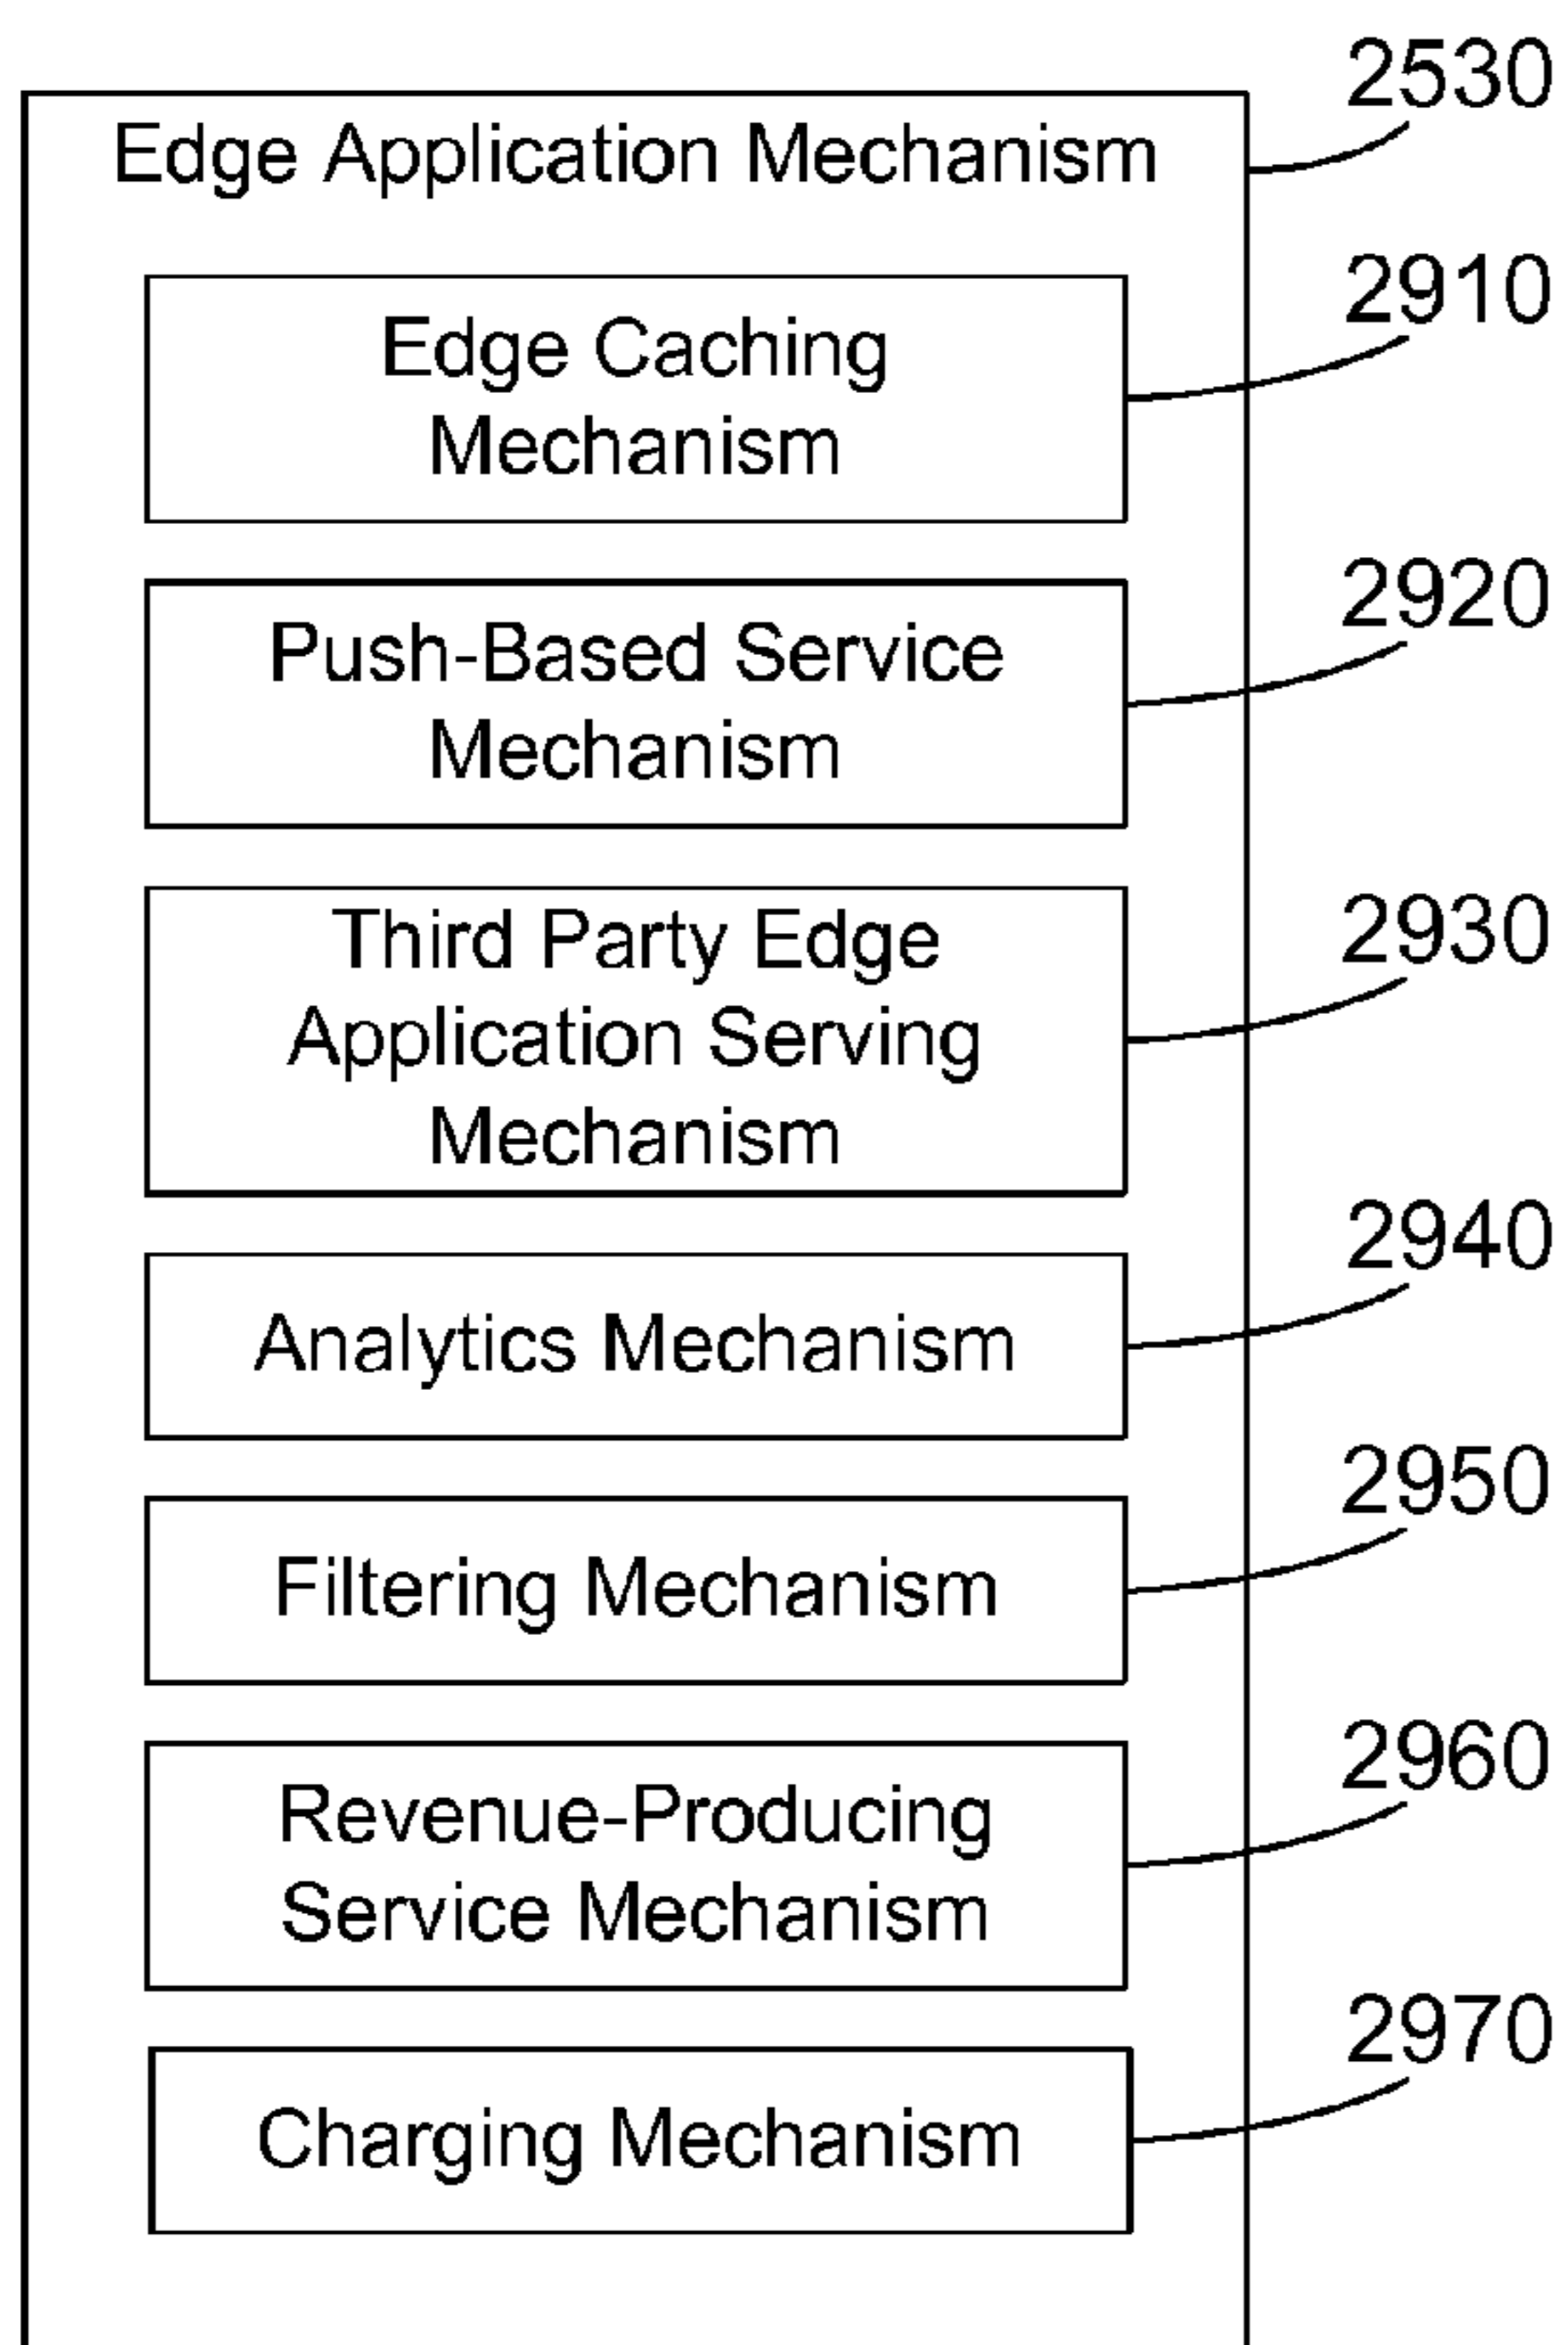 2530
Edge Application Mechanism
2910
Edge Caching
Mechanism
2920
Push-Based Service
Mechanism
2930
Third Party Edge
Application Serving
Mechanism
2940
Analytics Mechanism
2950
Filtering Mechanism
2960
Revenue-Producing
Service Mechanism
2970
Charging Mechanism